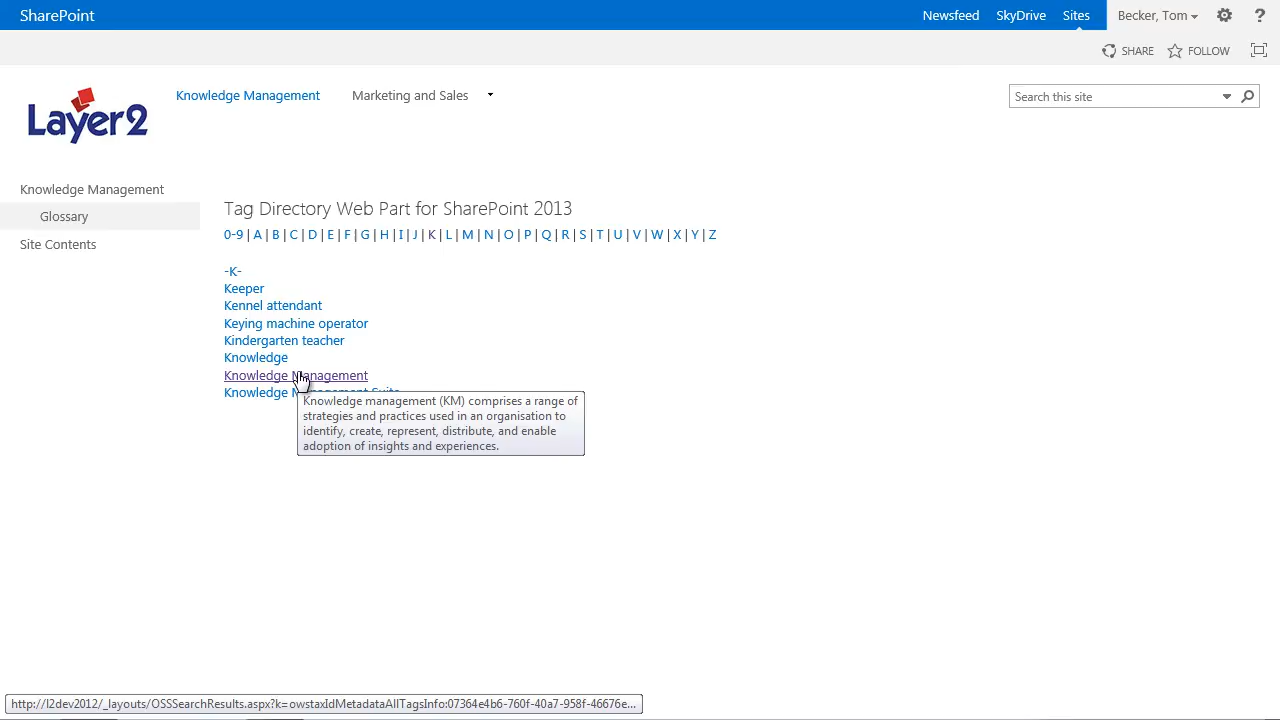 SharePoint
Newsfeed SkyDrive Sites Becker, Tom ?
SHARE FOLLOW
Layer2
Knowledge Management Marketing and Sales
Search this site
Knowledge Management
Glossary
Site Contents
Tag Directory Web Part for SharePoint 2013
0-9 | A | B | C | D | E | F | G | H | I | J | K | L | M | N | O | P | Q | R | S | T | U | V | W | X | Y | Z
-K-
Keeper
Kennel attendant
Keying machine operator
Kindergarten teacher
Knowledge
Knowledge Management
Knowledge Management Suite
Knowledge management (KM) comprises a range of
strategies and practices used in an organisation to
identify, create, represent, distribute, and enable
adoption of insights and experiences.
http://l2dev2012/_layouts/OSSSearchResults.aspx?k=owstaxIdMetadataAllTagsInfo:07364e4b6-760f-40a7-958f-46676e...